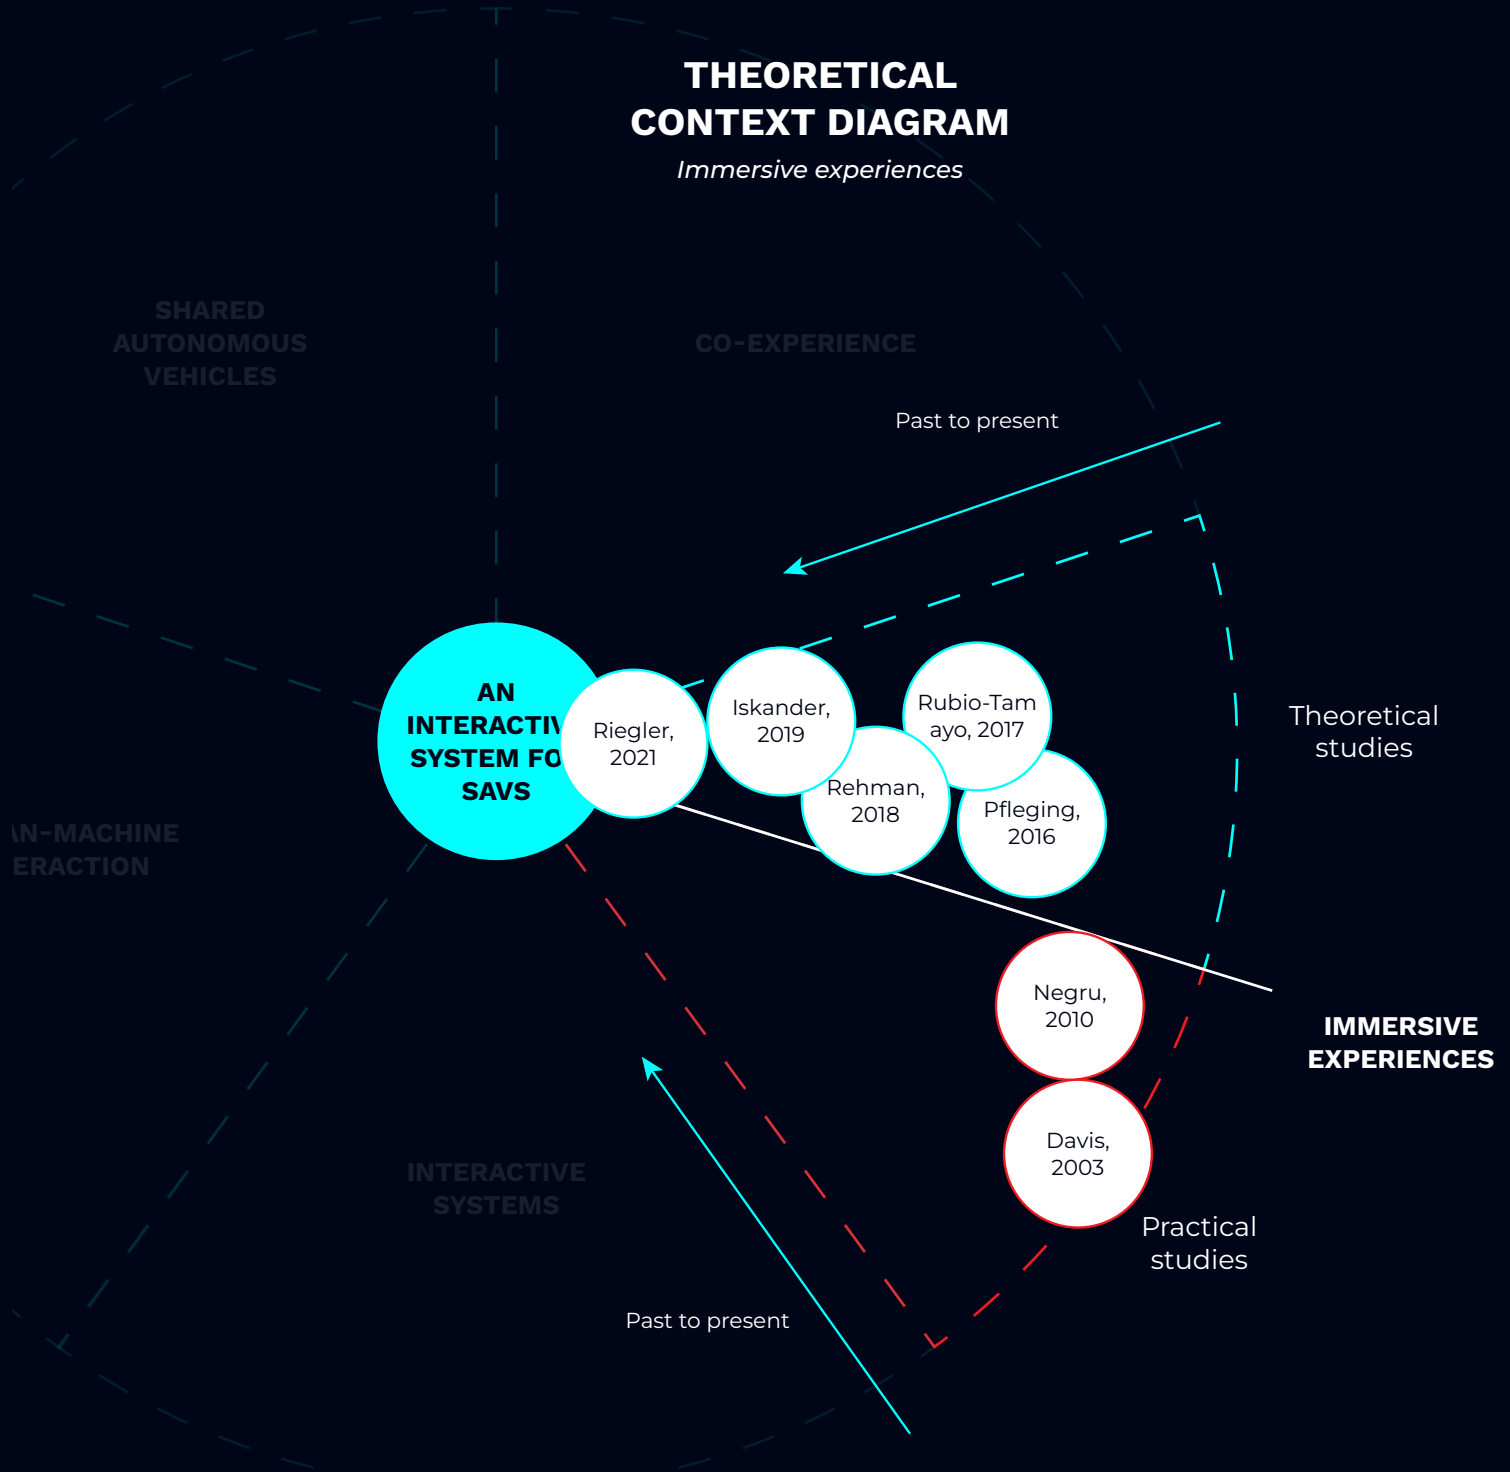 THEORETICAL
CONTEXT DIAGRAM
Immersive experiences
SHARED
AUTONOMOUS
VEHICLES
CO-EXPERIENCE
Past to present
AN
INTERACTIV
SYSTEM FO
SAVS
Riegler,
2021
Iskander,
2019
Rubio-Tam
ayo, 2017
Rehman,
2018
Pfleging,
2016
Theoretical
studies
AN-MACHINE
ERACTION
Negru,
2010
IMMERSIVE
EXPERIENCES
Davis,
2003
INTERACTIVE
SYSTEMS
Practical
studies
Past to present